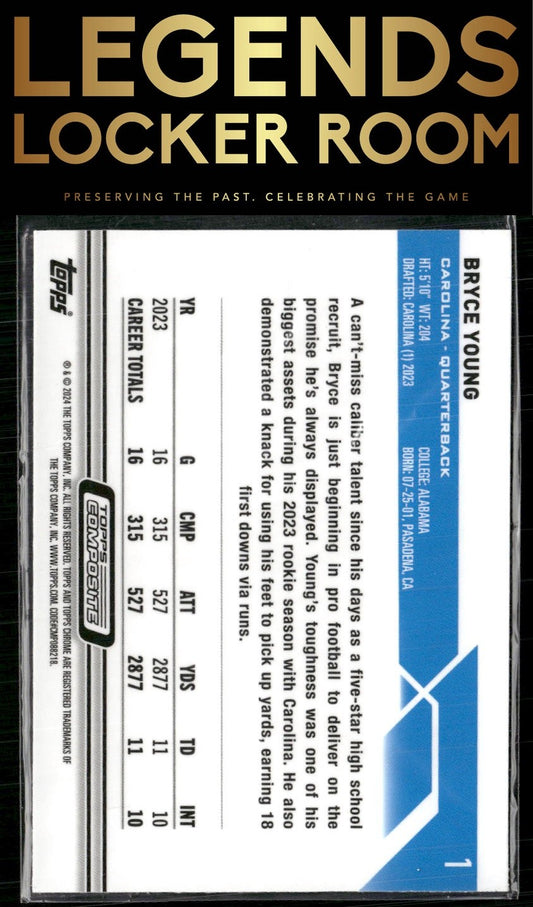 LEGENDS
LOCKER ROOM
PRESERVING THE PAST. CELEBRATING THE GAME
BRYCE YOUNG
1
CAROLINA - QUARTERBACK
HT: 5'10" WT: 204
COLLEGE: ALABAMA
DRAFTED: CAROLINA (1) 2023
BORN: 07-25-01, PASADENA, CA
A can't-miss caliber talent since his days as a five-star high school
recruit, Bryce is just beginning in pro football to deliver on the
promise he's always displayed. Young's toughness was one of his
biggest assets during his 2023 rookie season with Carolina. He also
demonstrated a knack for using his feet to pick up yards, earning 18
first downs via runs.
YR G CMP ATT YDS TD INT
2023 16 315 527 2877 11 10
CAREER TOTALS 16 315 527 2877 11 10
TOPPS
COMPOSITE
topps®
® & © 2024 THE TOPPS COMPANY, INC. ALL RIGHTS RESERVED. TOPPS AND TOPPS CHROME ARE REGISTERED TRADEMARKS OF
THE TOPPS COMPANY, INC. WWW.TOPPS.COM. CODE#CMP088218.